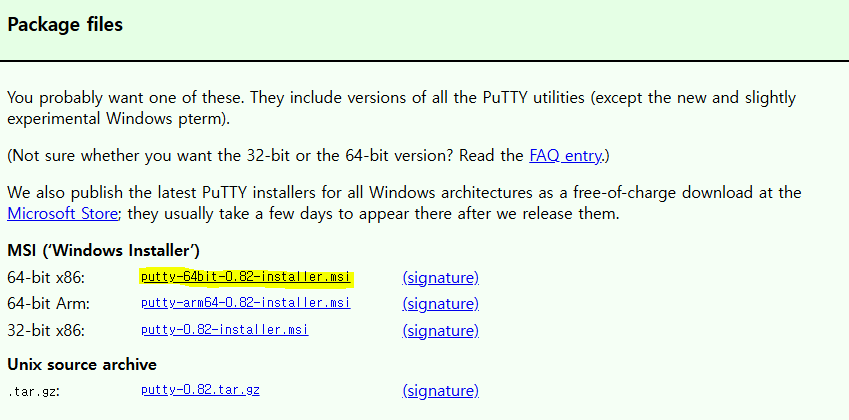 Package files
You probably want one of these. They include versions of all the PuTTY utilities (except the new and slightly
experimental Windows pterm).
(Not sure whether you want the 32-bit or the 64-bit version? Read the FAQ entry.)
We also publish the latest PuTTY installers for all Windows architectures as a free-of-charge download at the
Microsoft Store; they usually take a few days to appear there after we release them.
MSI (‘Windows Installer’)
64-bit x86: putty-64bit-0.82-installer.msi (signature)
64-bit Arm: putty-arm64-0.82-installer.msi (signature)
32-bit x86: putty-0.82-installer.msi (signature)
Unix source archive
.tar.gz: putty-0.82.tar.gz (signature)